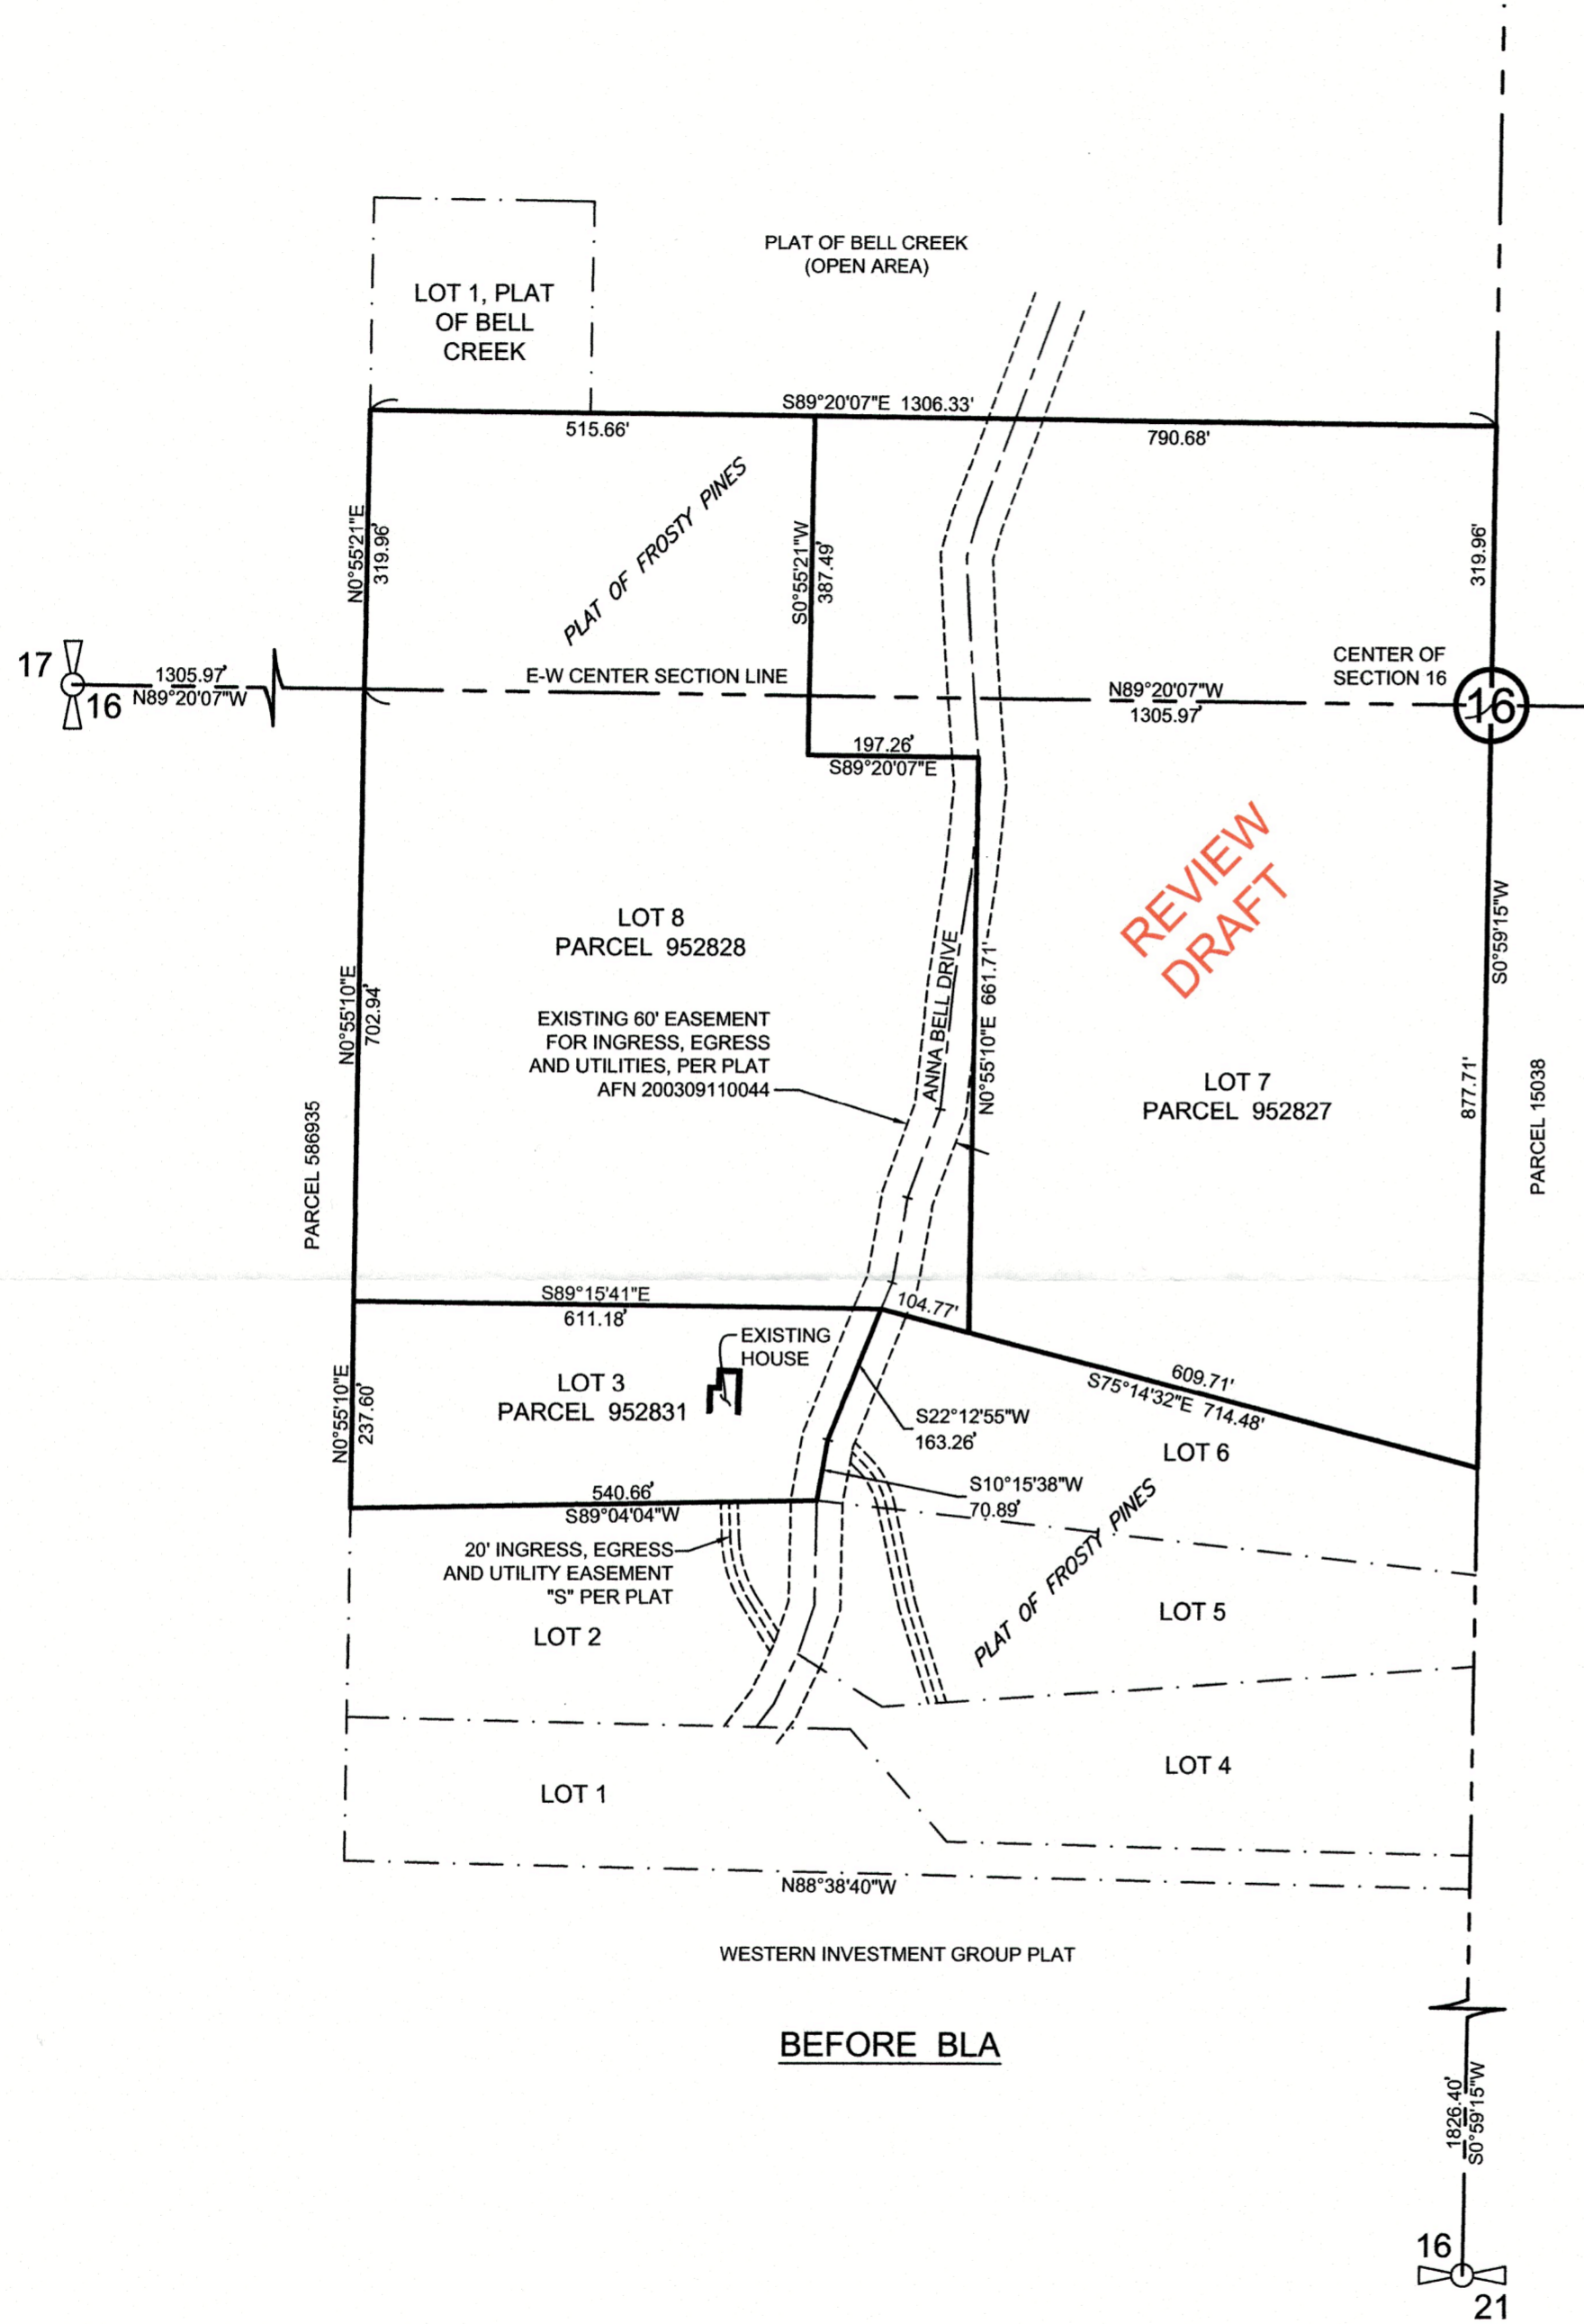 PLAT OF BELL CREEK
(OPEN AREA)
LOT 1, PLAT
OF BELL
CREEK
S89°20'07"E 1306.33'
515.66'
790.68'
PLAT OF FROSTY PINES
N0°55'21"E
319.96'
S0°55'21"W
387.49'
319.96'
17
16
1305.97'
N89°20'07"W
E-W CENTER SECTION LINE
N89°20'07"W
1305.97'
CENTER OF
SECTION 16
16
197.26'
S89°20'07"E
REVIEW
DRAFT
LOT 8
PARCEL 952828
EXISTING 60' EASEMENT
FOR INGRESS, EGRESS
AND UTILITIES, PER PLAT
AFN 200309110044
ANNA BELL DRIVE
N0°55'10"E 661.71'
N0°55'10"E
702.94'
S0°59'15"W
877.71'
LOT 7
PARCEL 952827
PARCEL 586935
PARCEL 15038
S89°15'41"E
611.18'
104.77'
EXISTING
HOUSE
LOT 3
PARCEL 952831
N0°55'10"E
237.60'
609.71'
S75°14'32"E 714.48'
S22°12'55"W
163.26'
LOT 6
S10°15'38"W
70.89'
540.66'
S89°04'04"W
20' INGRESS, EGRESS
AND UTILITY EASEMENT
"S" PER PLAT
PLAT OF FROSTY PINES
LOT 2
LOT 5
LOT 1
LOT 4
N88°38'40"W
WESTERN INVESTMENT GROUP PLAT
BEFORE BLA
1826.40'
S0°59'15"W
16
21